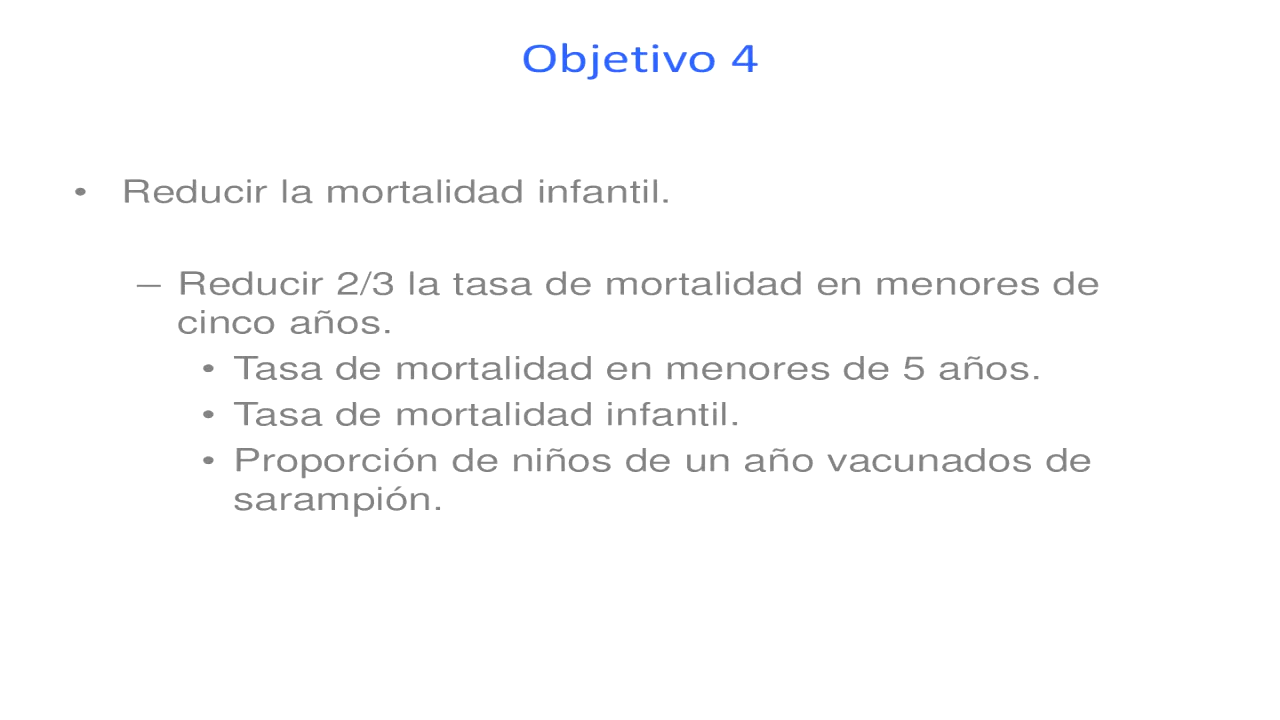 Objetivo 4
• Reducir la mortalidad infantil.
– Reducir 2/3 la tasa de mortalidad en menores de
cinco años.
• Tasa de mortalidad en menores de 5 años.
• Tasa de mortalidad infantil.
• Proporción de niños de un año vacunados de
sarampión.